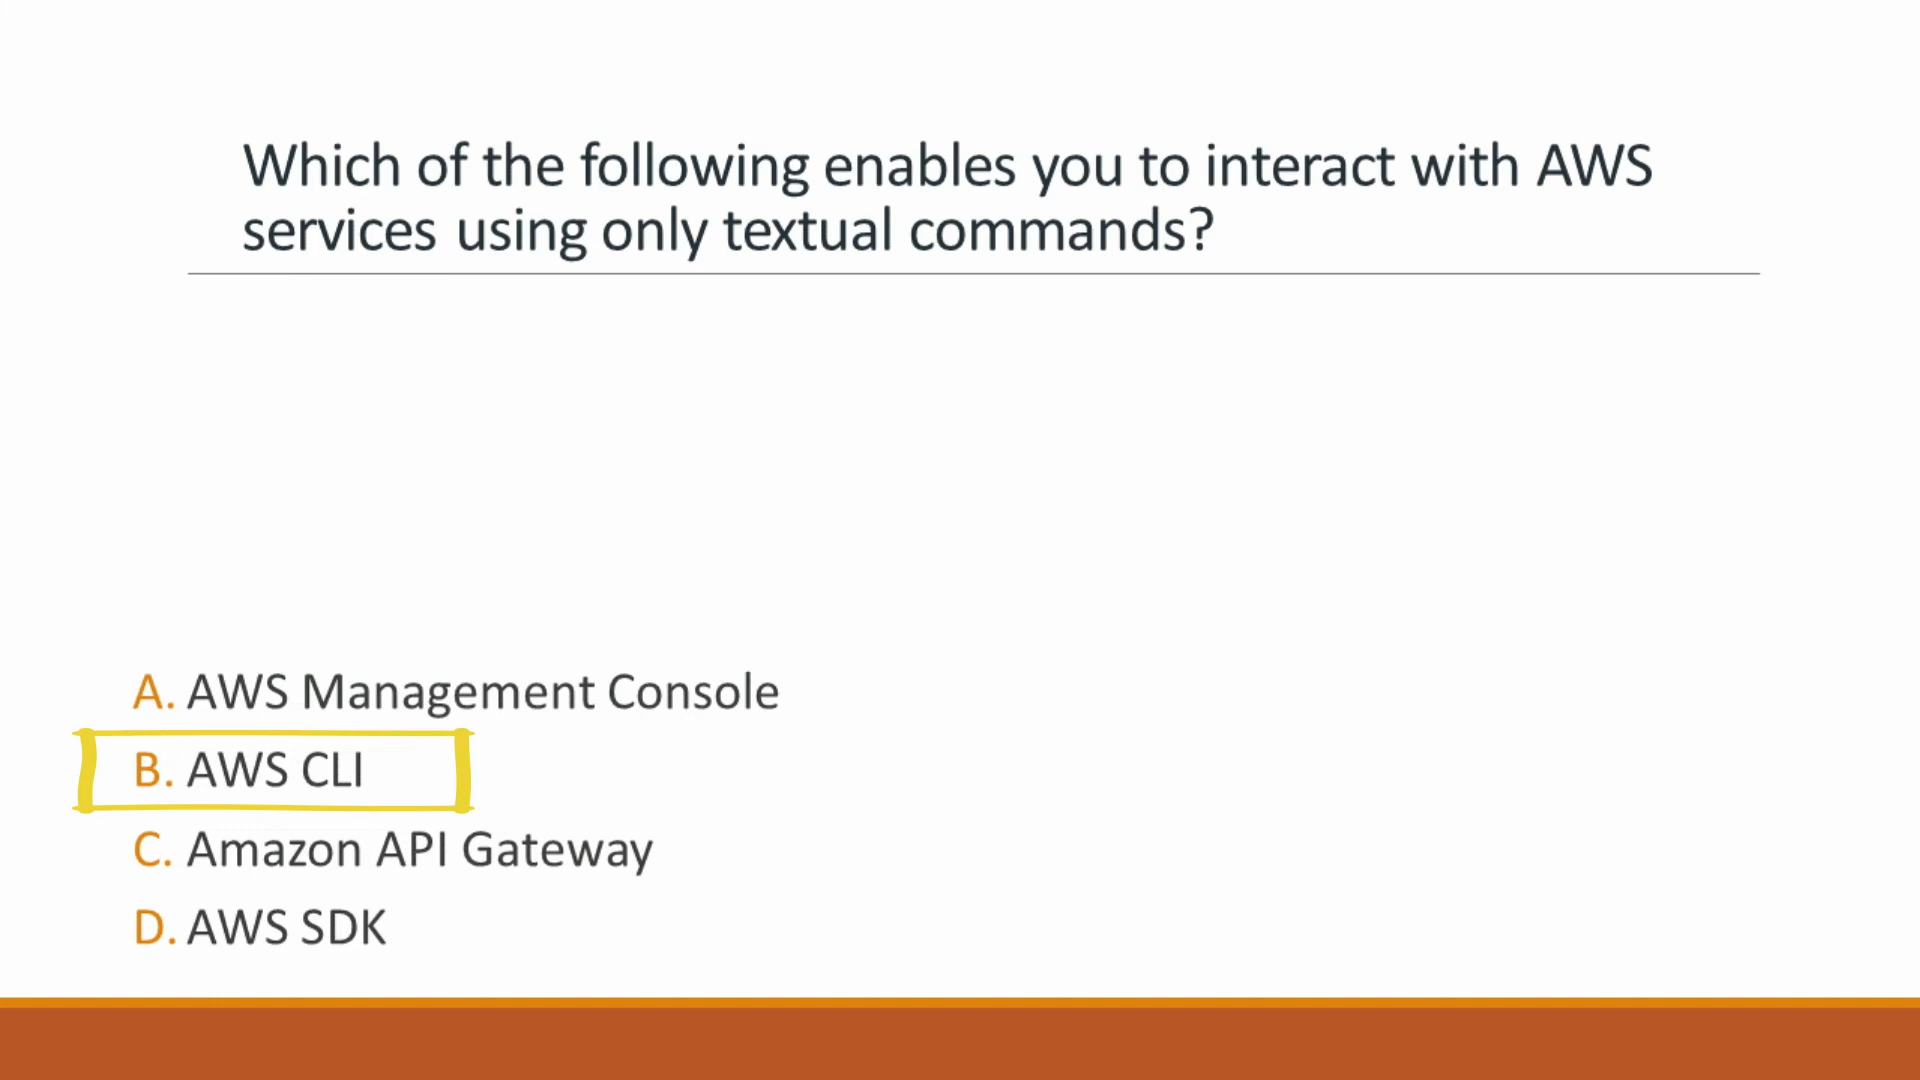 Which of the following enables you to interact with AWS
services using only textual commands?
A. AWS Management Console
B. AWS CLI
C. Amazon API Gateway
D. AWS SDK